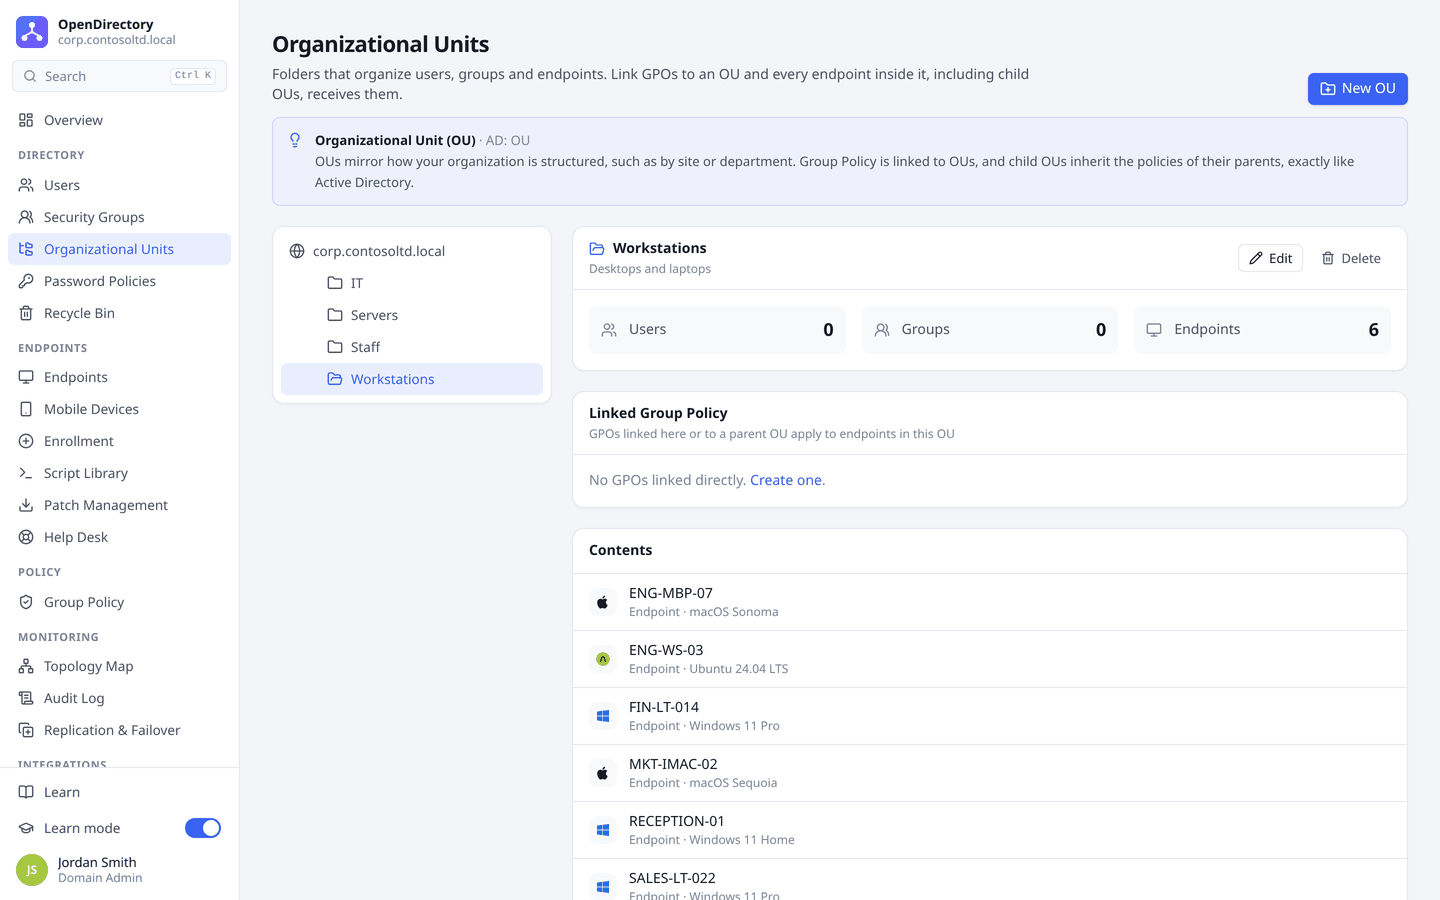 OpenDirectory
corp.contosoltd.local
Search
Ctrl K
Overview
DIRECTORY
Users
Security Groups
Organizational Units
Password Policies
Recycle Bin
ENDPOINTS
Endpoints
Mobile Devices
Enrollment
Script Library
Patch Management
Help Desk
POLICY
Group Policy
MONITORING
Topology Map
Audit Log
Replication & Failover
INTEGRATIONS
Learn
Learn mode
JS
Jordan Smith
Domain Admin
Organizational Units
Folders that organize users, groups and endpoints. Link GPOs to an OU and every endpoint inside it, including child
OUs, receives them.
New OU
Organizational Unit (OU) · AD: OU
OUs mirror how your organization is structured, such as by site or department. Group Policy is linked to OUs, and child OUs inherit the policies of their parents, exactly like
Active Directory.
corp.contosoltd.local
IT
Servers
Staff
Workstations
Workstations
Desktops and laptops
Edit
Delete
Users 0
Groups 0
Endpoints 6
Linked Group Policy
GPOs linked here or to a parent OU apply to endpoints in this OU
No GPOs linked directly. Create one.
Contents
ENG-MBP-07
Endpoint · macOS Sonoma
ENG-WS-03
Endpoint · Ubuntu 24.04 LTS
FIN-LT-014
Endpoint · Windows 11 Pro
MKT-IMAC-02
Endpoint · macOS Sequoia
RECEPTION-01
Endpoint · Windows 11 Home
SALES-LT-022
Endpoint · Windows 11 Pro